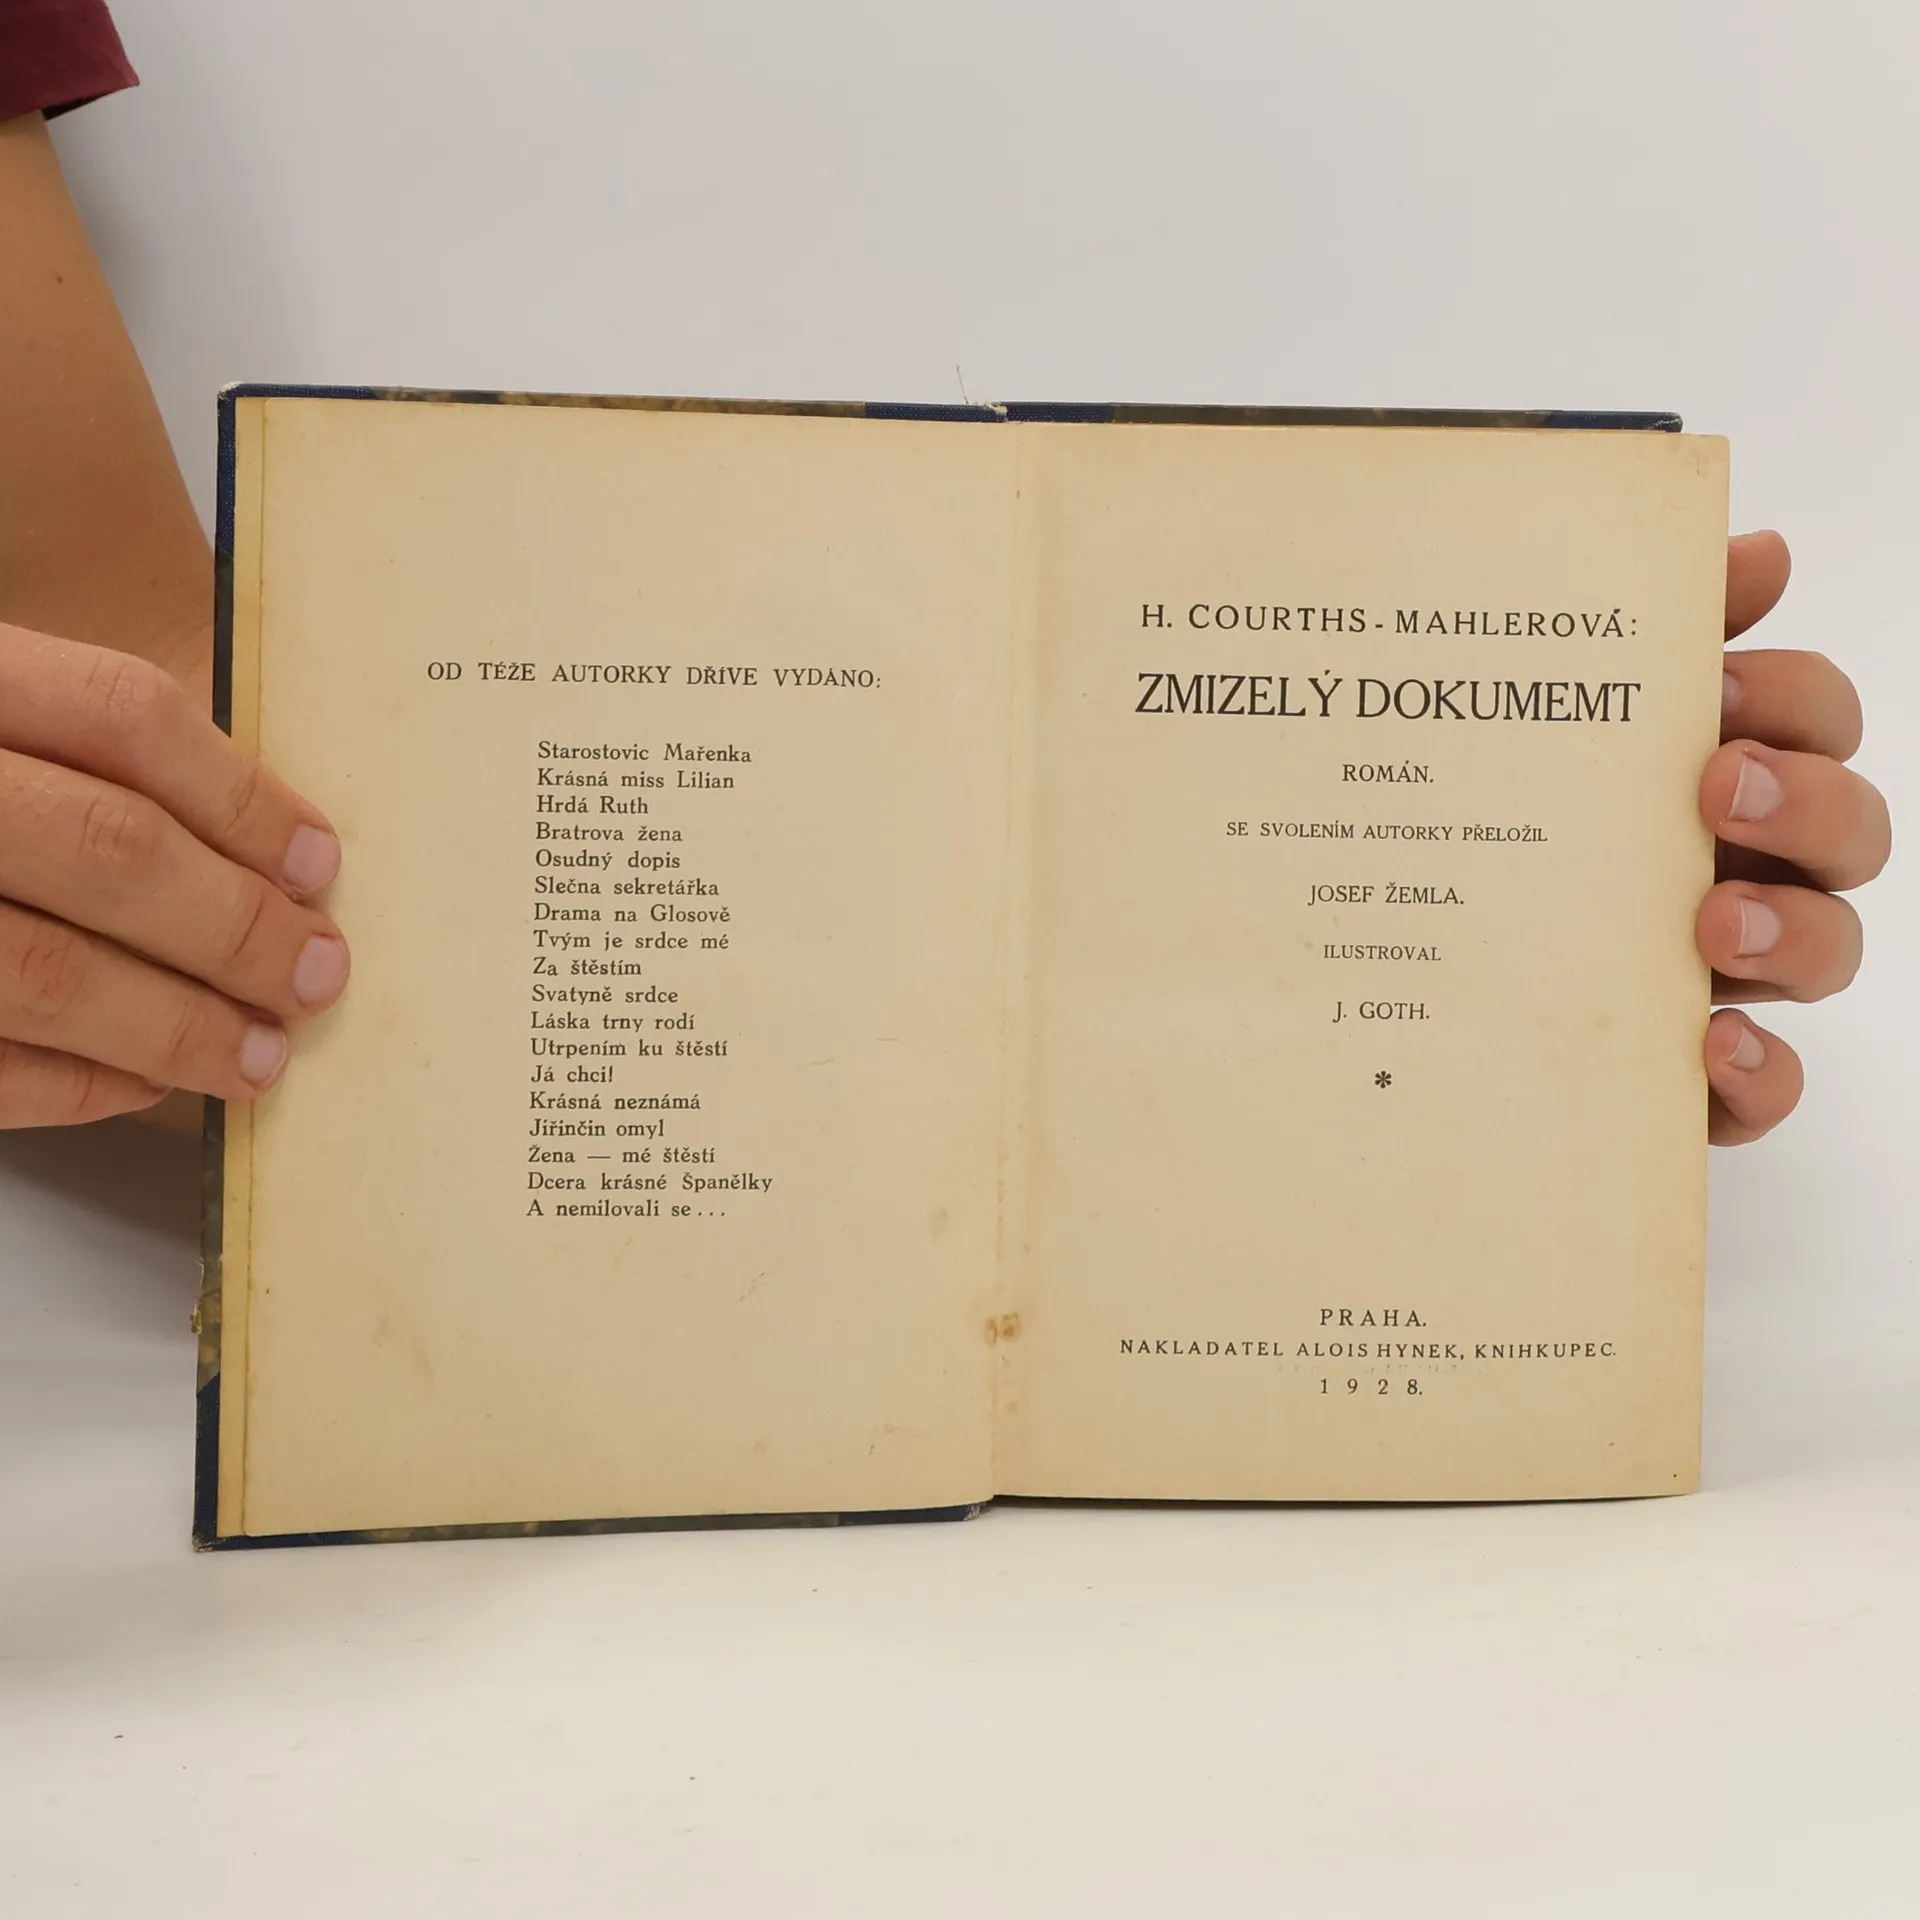 OD TÉŽE AUTORKY DŘÍVE VYDÁNO:
Starostovic Mařenka
Krásná miss Lilian
Hrdá Ruth
Bratrova žena
Osudný dopis
Slečna sekretářka
Drama na Glosově
Tvým je srdce mé
Za štěstím
Svatyně srdce
Láska trny rodí
Utrpením ku štěstí
Já chci!
Krásná neznámá
Jiřinčin omyl
Žena — mé štěstí
Dcera krásné Španělky
A nemilovali se...
H. COURTHS-MAHLEROVÁ:
ZMIZELÝ DOKUMEMT
ROMÁN.
SE SVOLENÍM AUTORKY PŘELOŽIL
JOSEF ŽEMLA.
ILUSTROVAL
J. GOTH.
*
PRAHA.
NAKLADATEL ALOIS HYNEK, KNIHKUPEC.
1928.